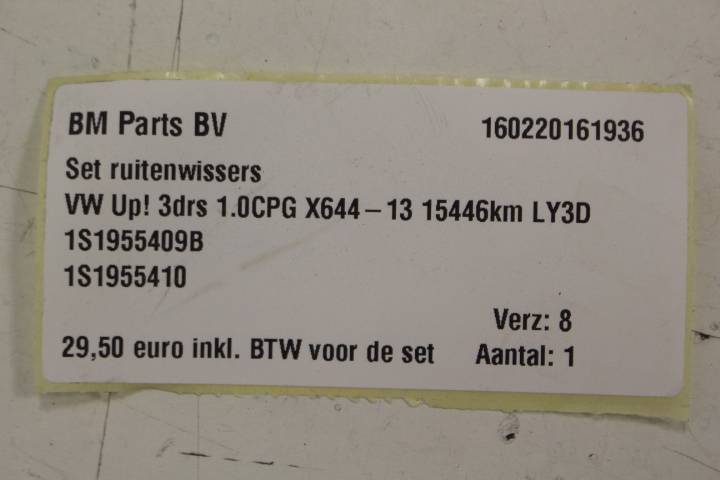 BM Parts BV 160220161936
Set ruitenwissers
VW Up! 3drs 1.0CPG X644-13 15446km LY3D
1S1955409B
1S1955410
Verz: 8
29,50 euro inkl. BTW voor de set Aantal: 1